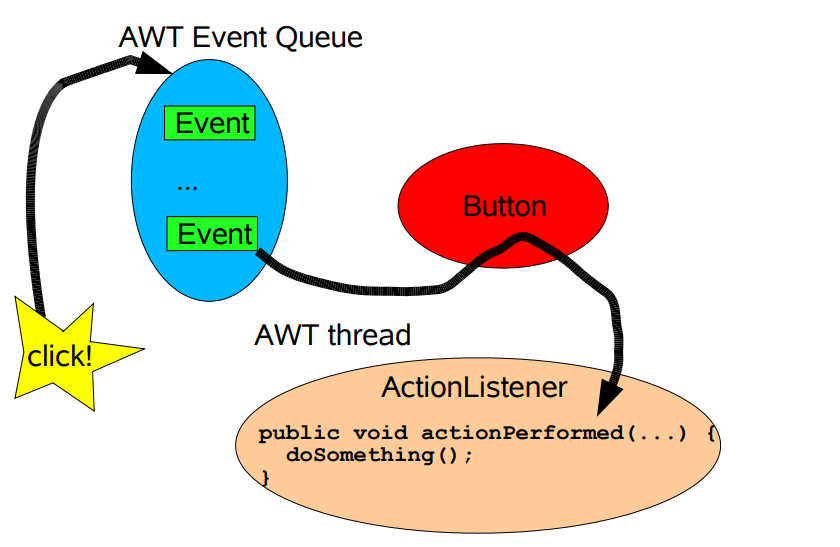 AWT Event Queue
Event
...
Event
Button
click!
AWT thread
ActionListener
public void actionPerformed(...) {
  doSomething();
}